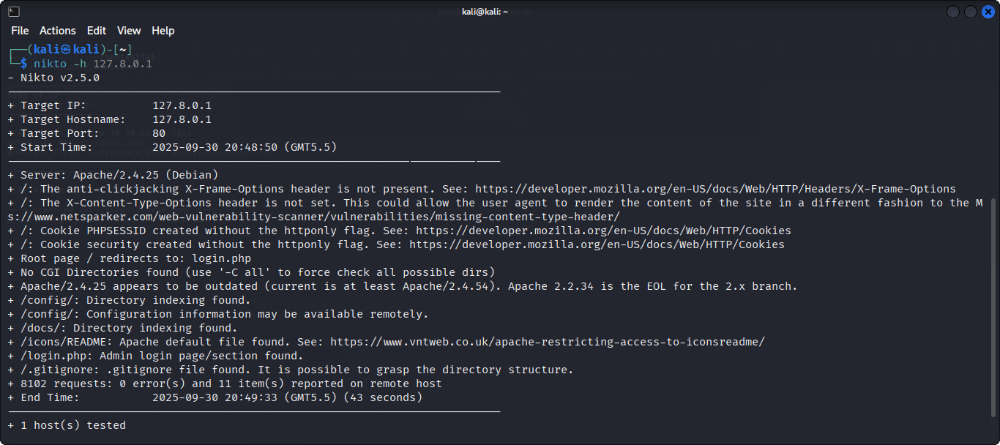 kali@kali: ~
File Actions Edit View Help
┌──(kali㉿kali)-[~]
└─$ nikto -h 127.8.0.1
- Nikto v2.5.0
---------------------------------------------------------------------------
+ Target IP:          127.8.0.1
+ Target Hostname:    127.8.0.1
+ Target Port:        80
+ Start Time:         2025-09-30 20:48:50 (GMT5.5)
---------------------------------------------------------------------------
+ Server: Apache/2.4.25 (Debian)
+ /: The anti-clickjacking X-Frame-Options header is not present. See: https://developer.mozilla.org/en-US/docs/Web/HTTP/Headers/X-Frame-Options
+ /: The X-Content-Type-Options header is not set. This could allow the user agent to render the content of the site in a different fashion to the M
s://www.netsparker.com/web-vulnerability-scanner/vulnerabilities/missing-content-type-header/
+ /: Cookie PHPSESSID created without the httponly flag. See: https://developer.mozilla.org/en-US/docs/Web/HTTP/Cookies
+ /: Cookie security created without the httponly flag. See: https://developer.mozilla.org/en-US/docs/Web/HTTP/Cookies
+ Root page / redirects to: login.php
+ No CGI Directories found (use '-C all' to force check all possible dirs)
+ Apache/2.4.25 appears to be outdated (current is at least Apache/2.4.54). Apache 2.2.34 is the EOL for the 2.x branch.
+ /config/: Directory indexing found.
+ /config/: Configuration information may be available remotely.
+ /docs/: Directory indexing found.
+ /icons/README: Apache default file found. See: https://www.vntweb.co.uk/apache-restricting-access-to-iconsreadme/
+ /login.php: Admin login page/section found.
+ /.gitignore: .gitignore file found. It is possible to grasp the directory structure.
+ 8102 requests: 0 error(s) and 11 item(s) reported on remote host
+ End Time:           2025-09-30 20:49:33 (GMT5.5) (43 seconds)
---------------------------------------------------------------------------
+ 1 host(s) tested